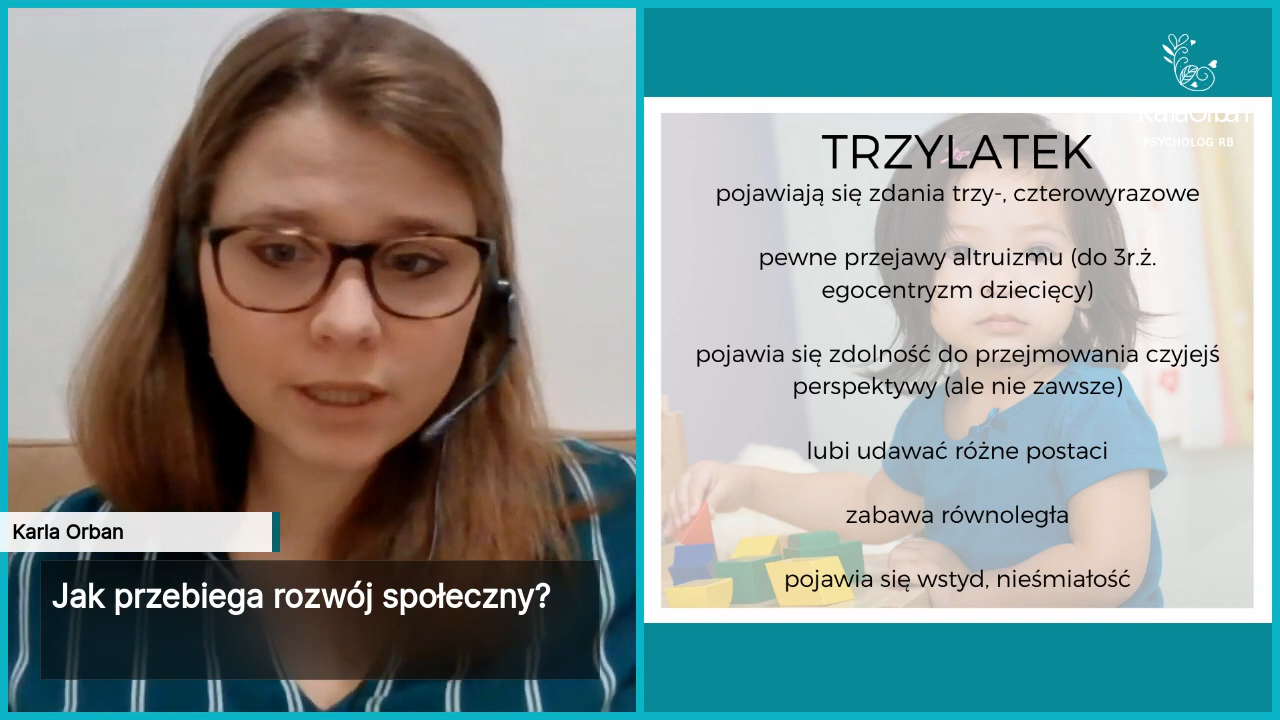 Karla Orban
Jak przebiega rozwój społeczny?
Karla Orban
PSYCHOLOG RB
TRZYLATEK
pojawiają się zdania trzy-, czterowyrazowe
pewne przejawy altruizmu (do 3r.ż.
egocentryzm dziecięcy)
pojawia się zdolność do przejmowania czyjejś
perspektywy (ale nie zawsze)
lubi udawać różne postaci
zabawa równoległa
pojawia się wstyd, nieśmiałość